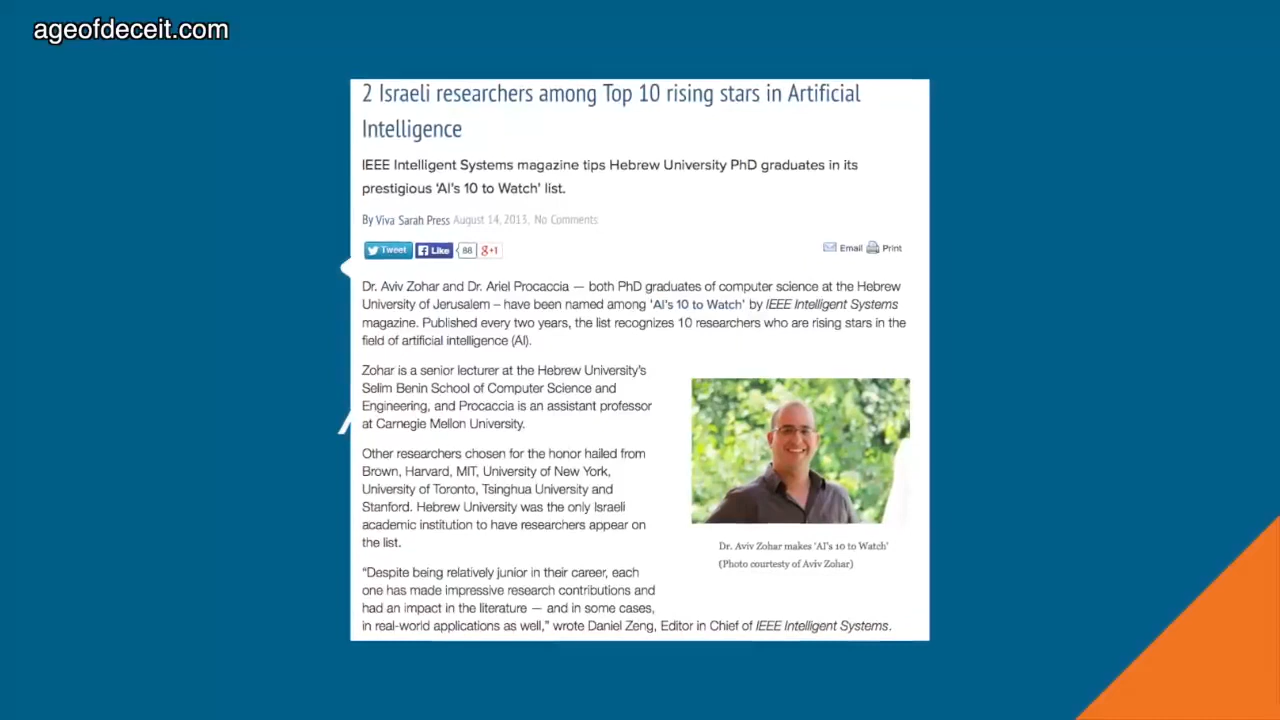 ageofdeceit.com
2 Israeli researchers among Top 10 rising stars in Artificial
Intelligence
IEEE Intelligent Systems magazine tips Hebrew University PhD graduates in its
prestigious 'AI's 10 to Watch' list.
By Viva Sarah Press August 14, 2013, No Comments
Tweet Like 88 g+1 Email Print
Dr. Aviv Zohar and Dr. Ariel Procaccia — both PhD graduates of computer science at the Hebrew
University of Jerusalem – have been named among 'AI's 10 to Watch' by IEEE Intelligent Systems
magazine. Published every two years, the list recognizes 10 researchers who are rising stars in the
field of artificial intelligence (AI).
Zohar is a senior lecturer at the Hebrew University's
Selim Benin School of Computer Science and
Engineering, and Procaccia is an assistant professor
at Carnegie Mellon University.
Other researchers chosen for the honor hailed from
Brown, Harvard, MIT, University of New York,
University of Toronto, Tsinghua University and
Stanford. Hebrew University was the only Israeli
academic institution to have researchers appear on
the list.
Dr. Aviv Zohar makes 'AI's 10 to Watch'
(Photo courtesty of Aviv Zohar)
"Despite being relatively junior in their career, each
one has made impressive research contributions and
had an impact in the literature — and in some cases,
in real-world applications as well," wrote Daniel Zeng, Editor in Chief of IEEE Intelligent Systems.